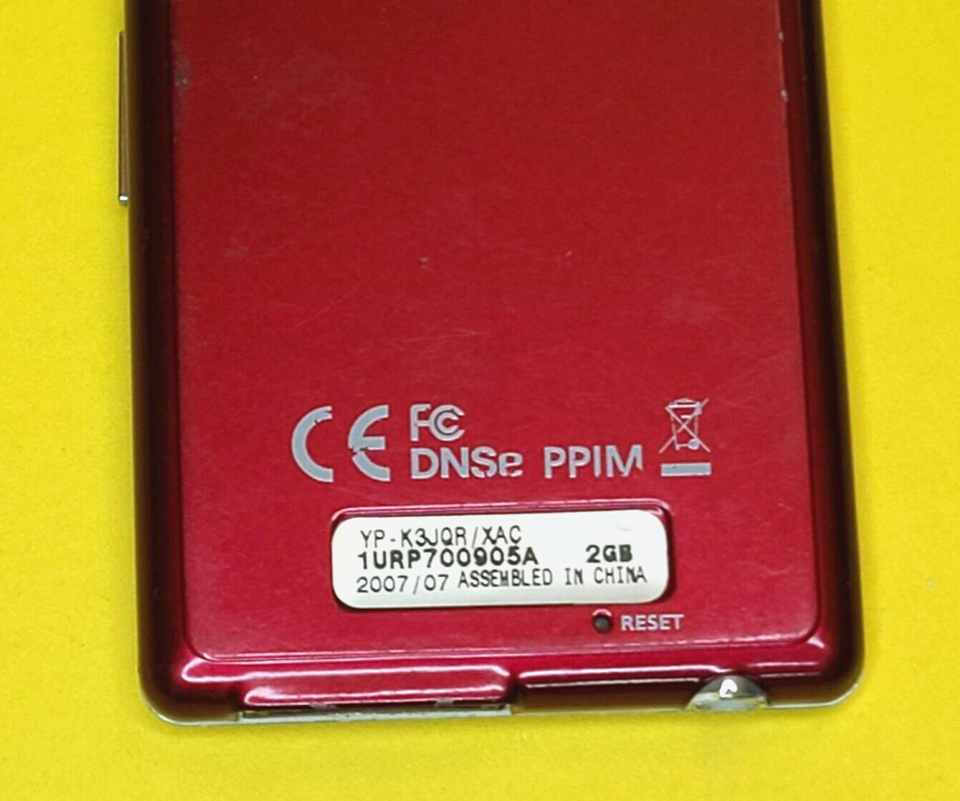 CE FC
DNSe PPIM
YP-K3JQR/XAC
1URP700905A 2GB
2007/07 ASSEMBLED IN CHINA
RESET